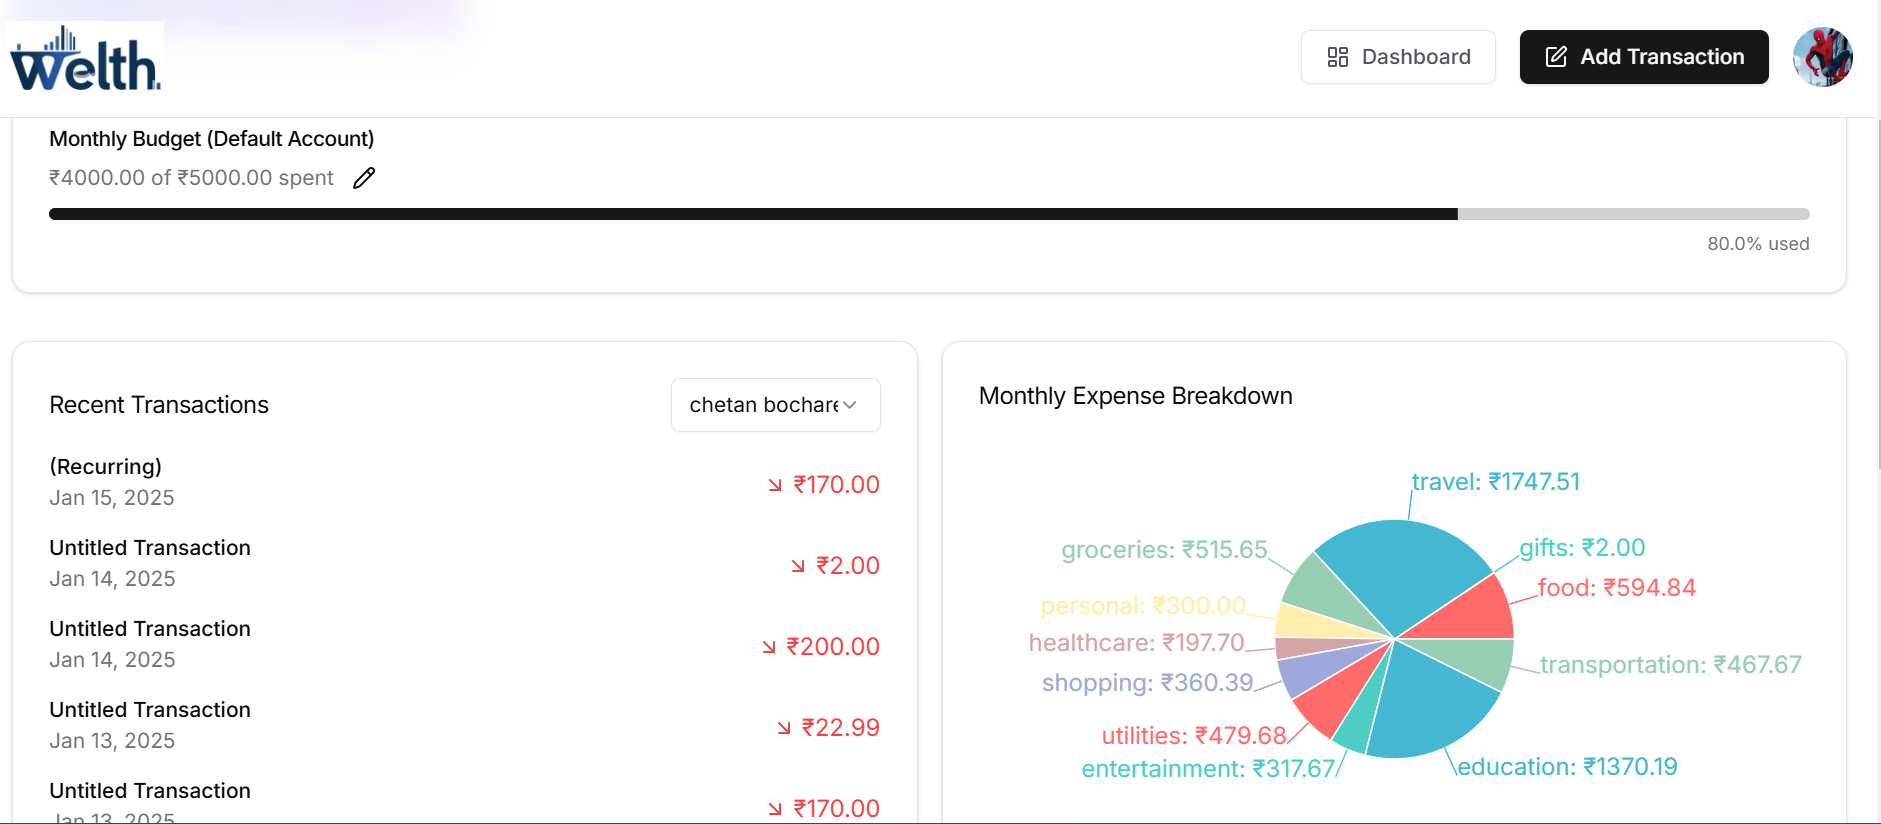 Welth.
Dashboard
Add Transaction
Monthly Budget (Default Account)
₹4000.00 of ₹5000.00 spent
80.0% used
Recent Transactions
chetan bochare
(Recurring)
₹170.00
Jan 15, 2025
Untitled Transaction
₹2.00
Jan 14, 2025
Untitled Transaction
₹200.00
Jan 14, 2025
Untitled Transaction
₹22.99
Jan 13, 2025
Untitled Transaction
₹170.00
Jan 13, 2025
Monthly Expense Breakdown
travel: ₹1747.51
gifts: ₹2.00
food: ₹594.84
groceries: ₹515.65
personal: ₹300.00
healthcare: ₹197.70
transportation: ₹467.67
shopping: ₹360.39
utilities: ₹479.68
entertainment: ₹317.67
education: ₹1370.19